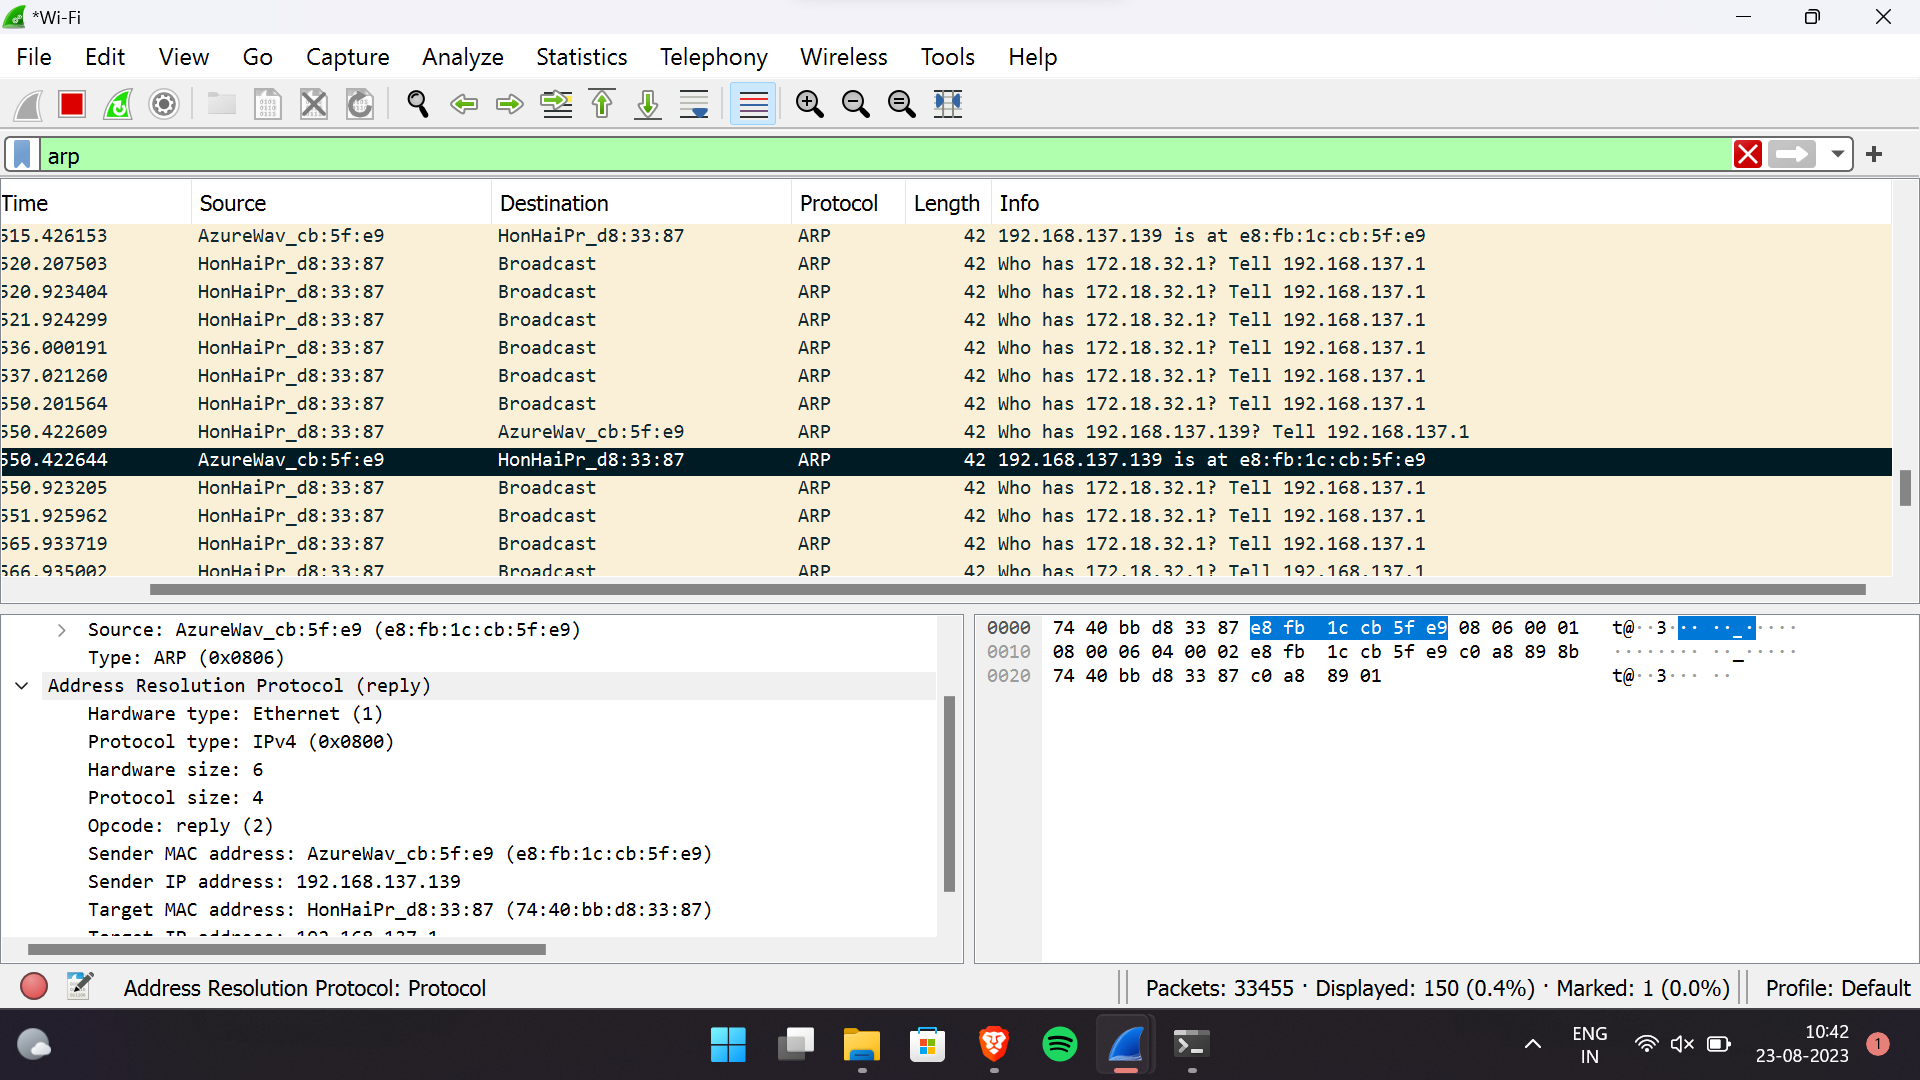 *Wi-Fi
File Edit View Go Capture Analyze Statistics Telephony Wireless Tools Help
arp
Time Source Destination Protocol Length Info
515.426153 AzureWav_cb:5f:e9 HonHaiPr_d8:33:87 ARP 42 192.168.137.139 is at e8:fb:1c:cb:5f:e9
520.207503 HonHaiPr_d8:33:87 Broadcast ARP 42 Who has 172.18.32.1? Tell 192.168.137.1
520.923404 HonHaiPr_d8:33:87 Broadcast ARP 42 Who has 172.18.32.1? Tell 192.168.137.1
521.924299 HonHaiPr_d8:33:87 Broadcast ARP 42 Who has 172.18.32.1? Tell 192.168.137.1
536.000191 HonHaiPr_d8:33:87 Broadcast ARP 42 Who has 172.18.32.1? Tell 192.168.137.1
537.021260 HonHaiPr_d8:33:87 Broadcast ARP 42 Who has 172.18.32.1? Tell 192.168.137.1
550.201564 HonHaiPr_d8:33:87 Broadcast ARP 42 Who has 172.18.32.1? Tell 192.168.137.1
550.422609 HonHaiPr_d8:33:87 AzureWav_cb:5f:e9 ARP 42 Who has 192.168.137.139? Tell 192.168.137.1
550.422644 AzureWav_cb:5f:e9 HonHaiPr_d8:33:87 ARP 42 192.168.137.139 is at e8:fb:1c:cb:5f:e9
550.923205 HonHaiPr_d8:33:87 Broadcast ARP 42 Who has 172.18.32.1? Tell 192.168.137.1
551.925962 HonHaiPr_d8:33:87 Broadcast ARP 42 Who has 172.18.32.1? Tell 192.168.137.1
565.933719 HonHaiPr_d8:33:87 Broadcast ARP 42 Who has 172.18.32.1? Tell 192.168.137.1
566.935002 HonHaiPr_d8:33:87 Broadcast ARP 42 Who has 172.18.32.1? Tell 192.168.137.1
Source: AzureWav_cb:5f:e9 (e8:fb:1c:cb:5f:e9)
Type: ARP (0x0806)
Address Resolution Protocol (reply)
Hardware type: Ethernet (1)
Protocol type: IPv4 (0x0800)
Hardware size: 6
Protocol size: 4
Opcode: reply (2)
Sender MAC address: AzureWav_cb:5f:e9 (e8:fb:1c:cb:5f:e9)
Sender IP address: 192.168.137.139
Target MAC address: HonHaiPr_d8:33:87 (74:40:bb:d8:33:87)
Target IP address: 192.168.137.1
0000 74 40 bb d8 33 87 e8 fb 1c cb 5f e9 08 06 00 01 t@··3··· ··_·····
0010 08 00 06 04 00 02 e8 fb 1c cb 5f e9 c0 a8 89 8b ········ ··_·····
0020 74 40 bb d8 33 87 c0 a8 89 01 t@··3··· ··
Address Resolution Protocol: Protocol
Packets: 33455 · Displayed: 150 (0.4%) · Marked: 1 (0.0%)
Profile: Default
ENG
IN
10:42
23-08-2023
1